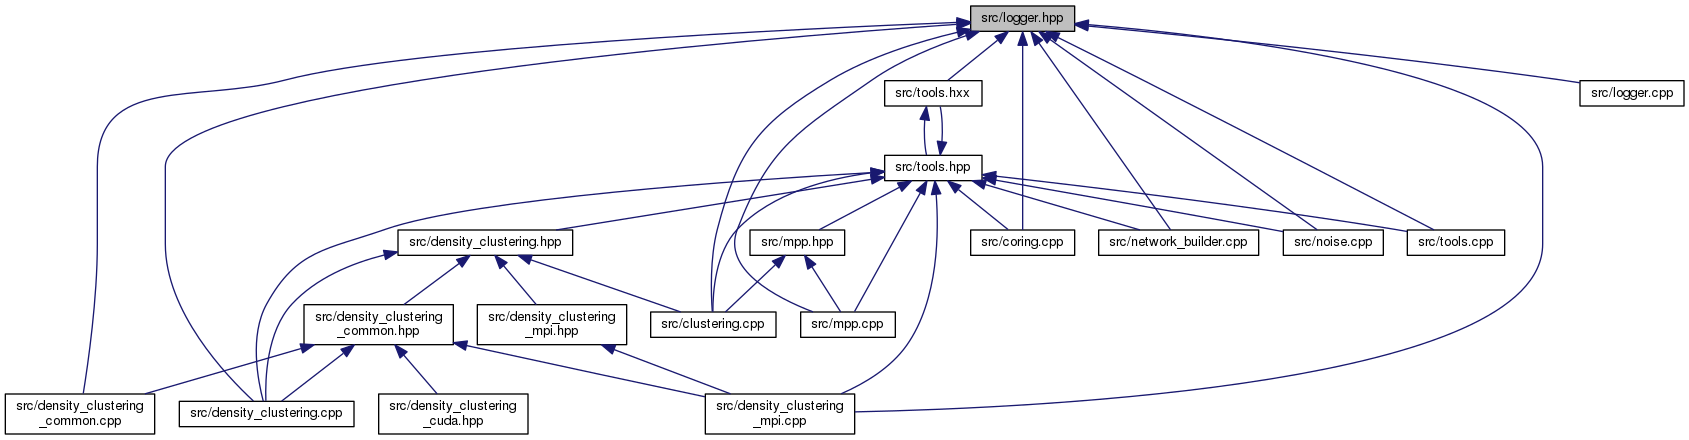 src/logger.hpp
src/tools.hxx
src/logger.cpp
src/tools.hpp
src/density_clustering.hpp
src/mpp.hpp
src/coring.cpp
src/network_builder.cpp
src/noise.cpp
src/tools.cpp
src/density_clustering
_common.hpp
src/density_clustering
_mpi.hpp
src/clustering.cpp
src/mpp.cpp
src/density_clustering
_common.cpp
src/density_clustering.cpp
src/density_clustering
_cuda.hpp
src/density_clustering
_mpi.cpp